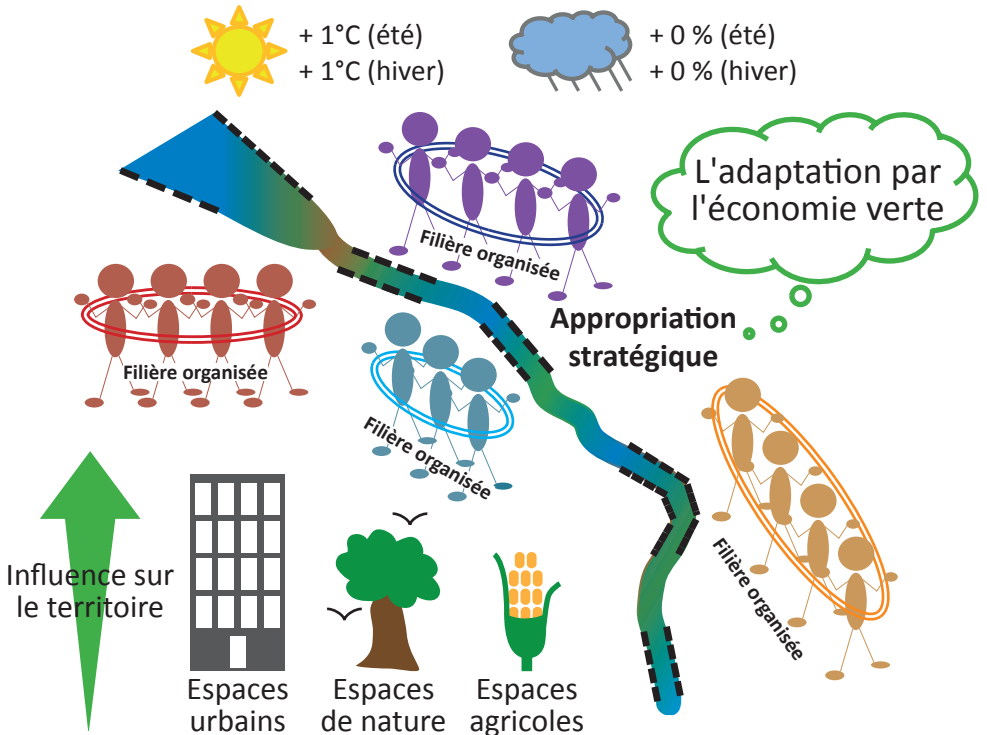 + 1°C (été)
+ 1°C (hiver)
+ 0 % (été)
+ 0 % (hiver)
L'adaptation par
l'économie verte
Filière organisée
Appropriation
stratégique
Filière organisée
Filière organisée
Filière organisée
Influence sur
le territoire
Espaces
urbains
Espaces
de nature
Espaces
agricoles